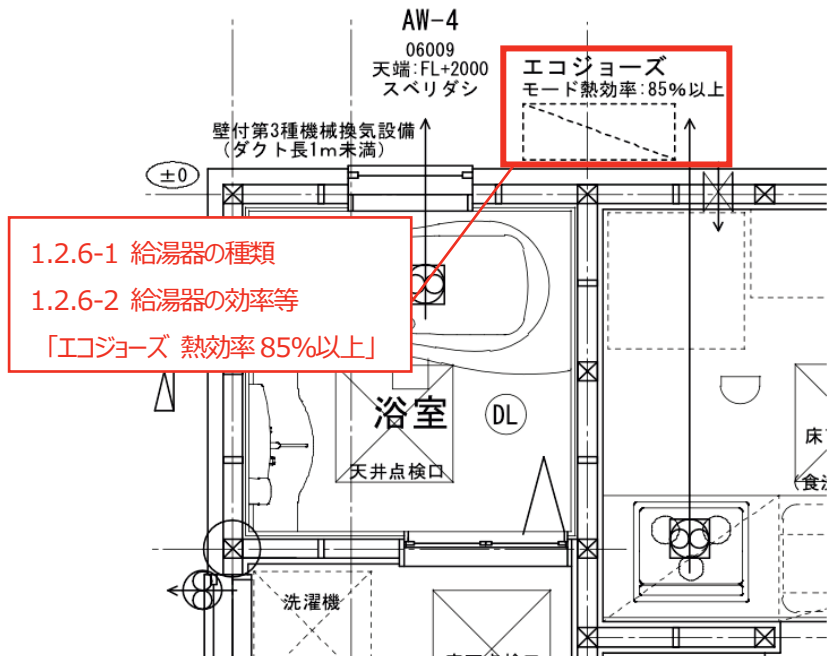 AW-4
06009
天端:FL+2000
スベリダシ
エコジョーズ
モード熱効率:85%以上
壁付第3種機械換気設備
(ダクト長1m未満)
±0
1.2.6-1 給湯器の種類
1.2.6-2 給湯器の効率等
「エコジョーズ 熱効率85%以上」
浴室
DL
天井点検口
床
(食
洗濯機